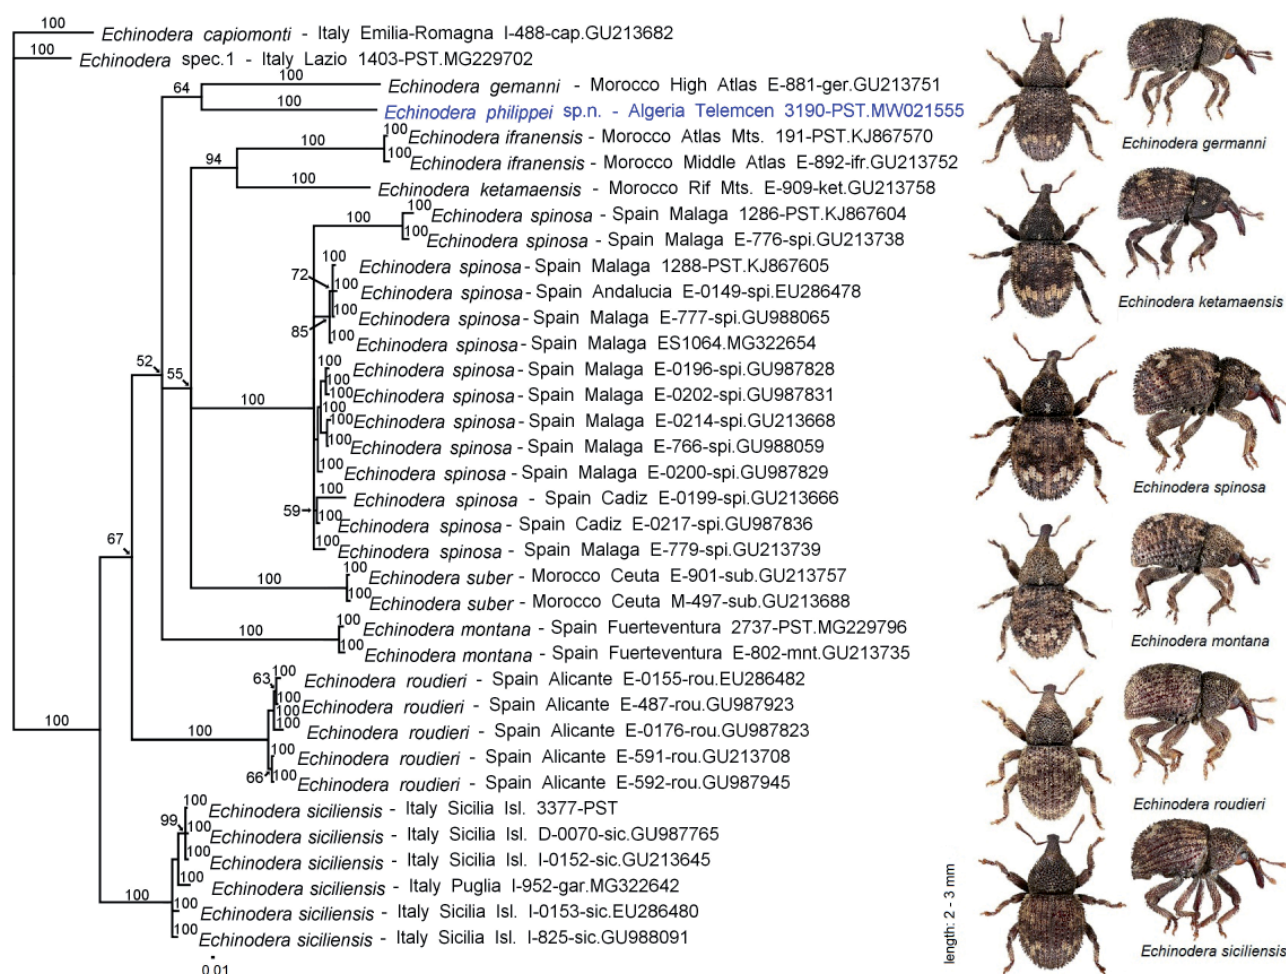 100
Echinodera capiomonti - Italy Emilia-Romagna I-488-cap.GU213682
100
Echinodera spec.1 - Italy Lazio 1403-PST.MG229702
64
100
Echinodera gemanni - Morocco High Atlas E-881-ger.GU213751
100
Echinodera philippei sp.n. - Algeria Telemcen 3190-PST.MW021555
94
100
100
Echinodera ifranensis - Morocco Atlas Mts. 191-PST.KJ867570
100
Echinodera ifranensis - Morocco Middle Atlas E-892-ifr.GU213752
100
Echinodera ketamaensis - Morocco Rif Mts. E-909-ket.GU213758
100
100
Echinodera spinosa - Spain Malaga 1286-PST.KJ867604
100
Echinodera spinosa - Spain Malaga E-776-spi.GU213738
72
100
Echinodera spinosa- Spain Malaga 1288-PST.KJ867605
100
Echinodera spinosa- Spain Andalucia E-0149-spi.EU286478
85
100
Echinodera spinosa- Spain Malaga E-777-spi.GU988065
100
Echinodera spinosa- Spain Malaga ES1064.MG322654
52
55
100
100
Echinodera spinosa- Spain Malaga E-0196-spi.GU987828
100
Echinodera spinosa- Spain Malaga E-0202-spi.GU987831
100
Echinodera spinosa- Spain Malaga E-0214-spi.GU213668
100
Echinodera spinosa- Spain Malaga E-766-spi.GU988059
100
Echinodera spinosa- Spain Malaga E-0200-spi.GU987829
59
100
Echinodera spinosa - Spain Cadiz E-0199-spi.GU213666
100
Echinodera spinosa - Spain Cadiz E-0217-spi.GU987836
100
Echinodera spinosa - Spain Malaga E-779-spi.GU213739
67
100
100
Echinodera suber - Morocco Ceuta E-901-sub.GU213757
100
Echinodera suber - Morocco Ceuta M-497-sub.GU213688
100
100
Echinodera montana - Spain Fuerteventura 2737-PST.MG229796
100
Echinodera montana - Spain Fuerteventura E-802-mnt.GU213735
63
100
Echinodera roudieri - Spain Alicante E-0155-rou.EU286482
100
Echinodera roudieri - Spain Alicante E-487-rou.GU987923
100
100
100
Echinodera roudieri - Spain Alicante E-0176-rou.GU987823
100
Echinodera roudieri - Spain Alicante E-591-rou.GU213708
66
100
Echinodera roudieri - Spain Alicante E-592-rou.GU987945
99
100
Echinodera siciliensis - Italy Sicilia Isl. 3377-PST
100
Echinodera siciliensis - Italy Sicilia Isl. D-0070-sic.GU987765
100
Echinodera siciliensis - Italy Sicilia Isl. I-0152-sic.GU213645
100
100
Echinodera siciliensis - Italy Puglia I-952-gar.MG322642
100
Echinodera siciliensis - Italy Sicilia Isl. I-0153-sic.EU286480
100
Echinodera siciliensis - Italy Sicilia Isl. I-825-sic.GU988091
0.01
Echinodera germanni
Echinodera ketamaensis
Echinodera spinosa
Echinodera montana
Echinodera roudieri
Echinodera siciliensis
length: 2 - 3 mm